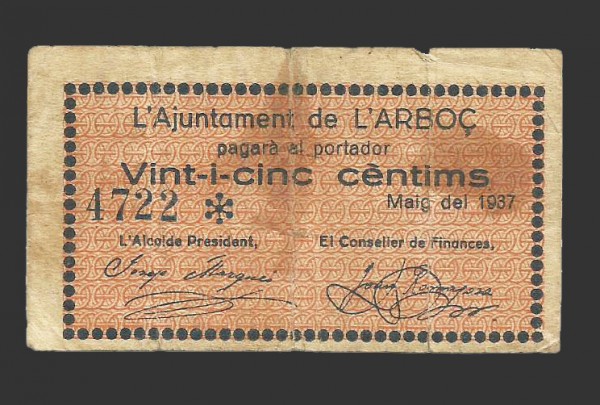 L'Ajuntament de L'ARBOÇ
pagarà al portador
Vint-i-cinc cèntims
4722 * Maig del 1937
L'Alcalde President, El Conseller de Finances,
Josep